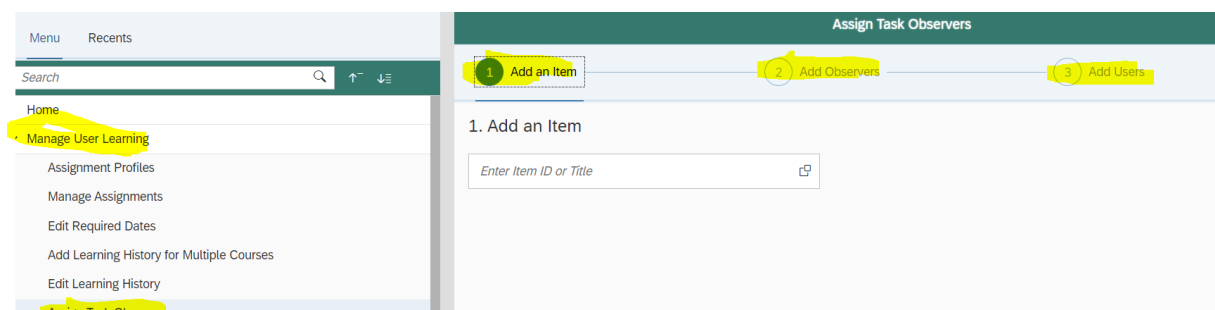 Menu Recents
Search
Home
Manage User Learning
Assignment Profiles
Manage Assignments
Edit Required Dates
Add Learning History for Multiple Courses
Edit Learning History
Assign Task Observers
1 Add an Item 2 Add Observers 3 Add Users
1. Add an Item
Enter Item ID or Title